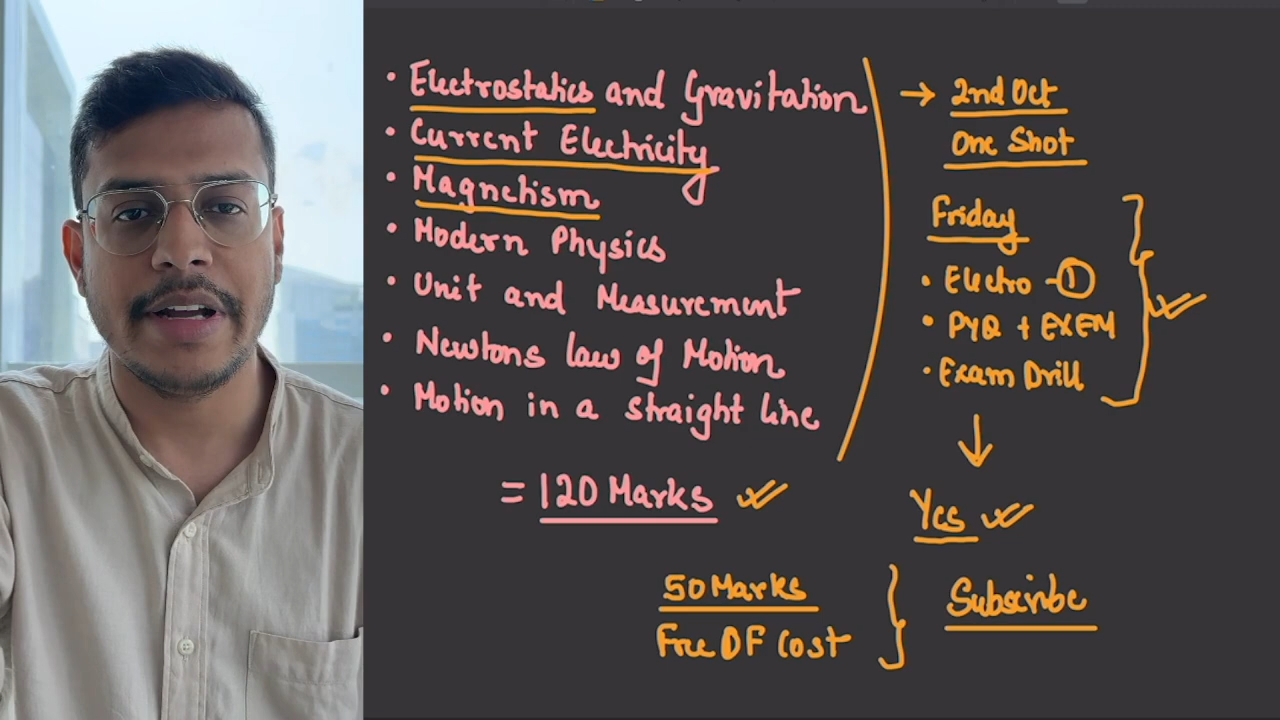 • Electrostatics and Gravitation
• Current Electricity
• Magnetism
• Modern Physics
• Unit and Measurement
• Newtons law of Motion
• Motion in a straight line
= 120 Marks
→ 2nd Oct
One Shot
Friday
• Electro - 1
• PYQ + EXEM
• Exam Drill
Yes
50 Marks
Free OF Cost
Subscribe